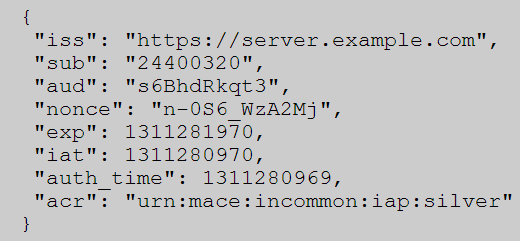 {
"iss": "https://server.example.com",
"sub": "24400320",
"aud": "s6BhdRkqt3",
"nonce": "n-0S6_WzA2Mj",
"exp": 1311281970,
"iat": 1311280970,
"auth_time": 1311280969,
"acr": "urn:mace:incommon:iap:silver"
}